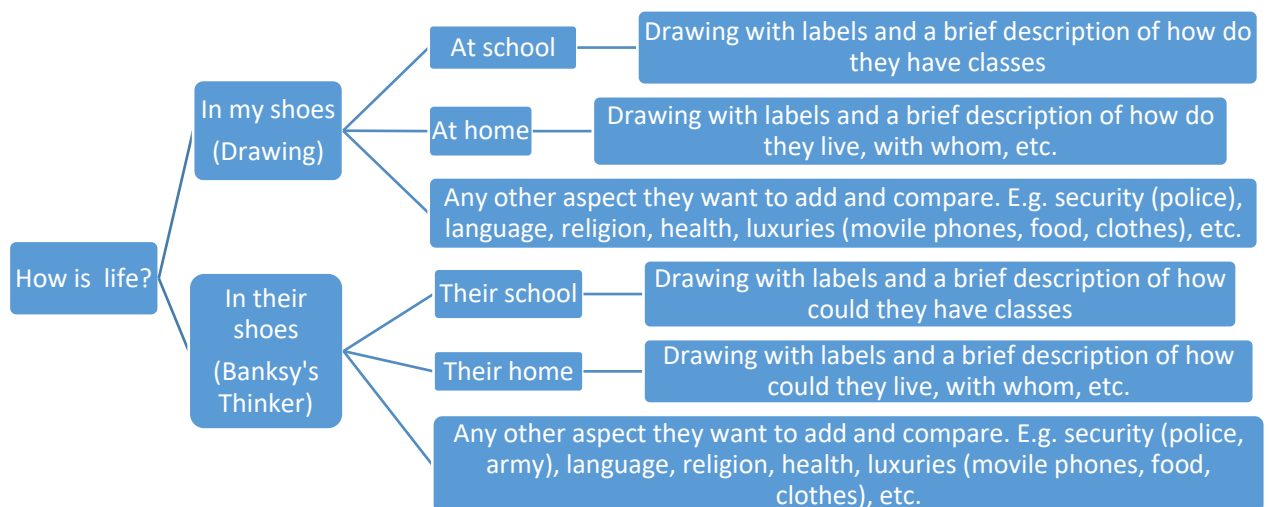 How is  life?
In my shoes
(Drawing)
At school
Drawing with labels and a brief description of how do
they have classes
At home
Drawing with labels and a brief description of how do
they live, with whom, etc.
Any other aspect they want to add and compare. E.g. security (police),
language, religion, health, luxuries (movile phones, food, clothes), etc.
In their
shoes
(Banksy's
Thinker)
Their school
Drawing with labels and a brief description of how
could they have classes
Their home
Drawing with labels and a brief description of how
could they live, with whom, etc.
Any other aspect they want to add and compare. E.g. security (police,
army), language, religion, health, luxuries (movile phones, food,
clothes), etc.